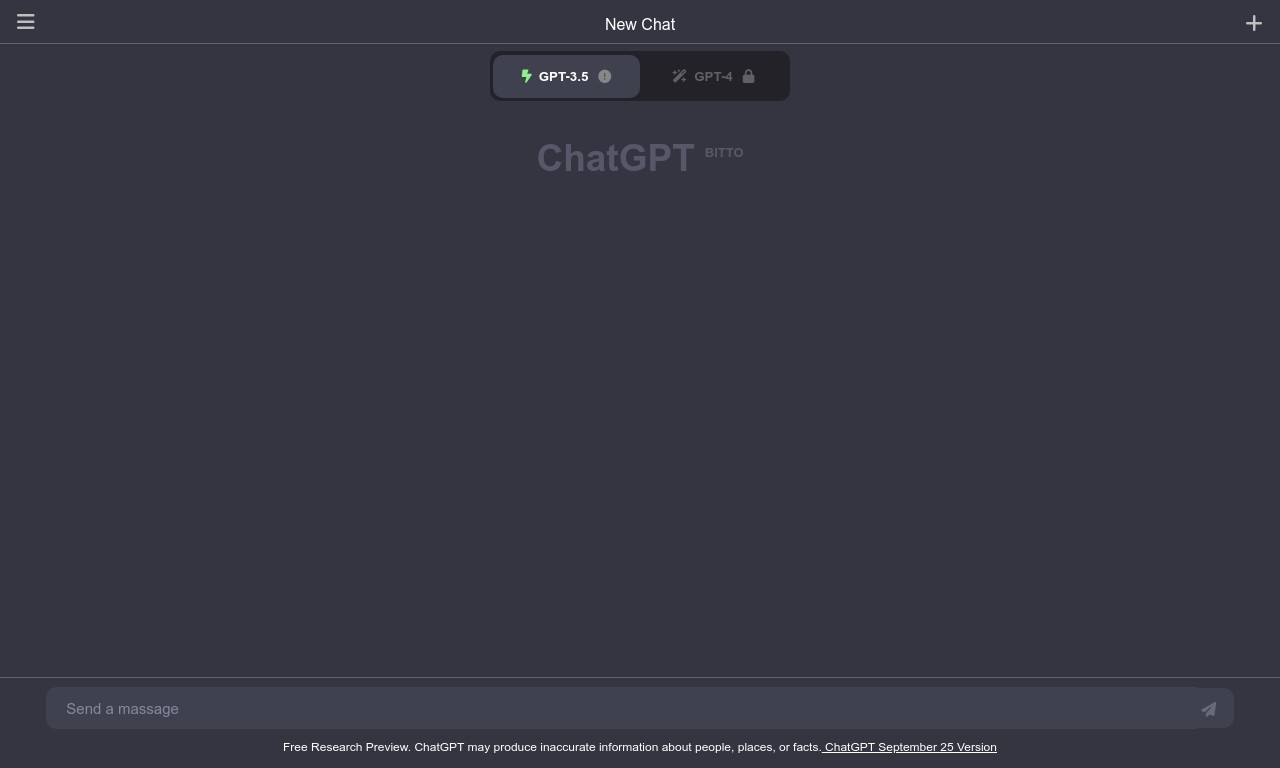 New Chat
GPT-3.5
GPT-4
ChatGPT BITTO
Send a massage
Free Research Preview. ChatGPT may produce inaccurate information about people, places, or facts. ChatGPT September 25 Version